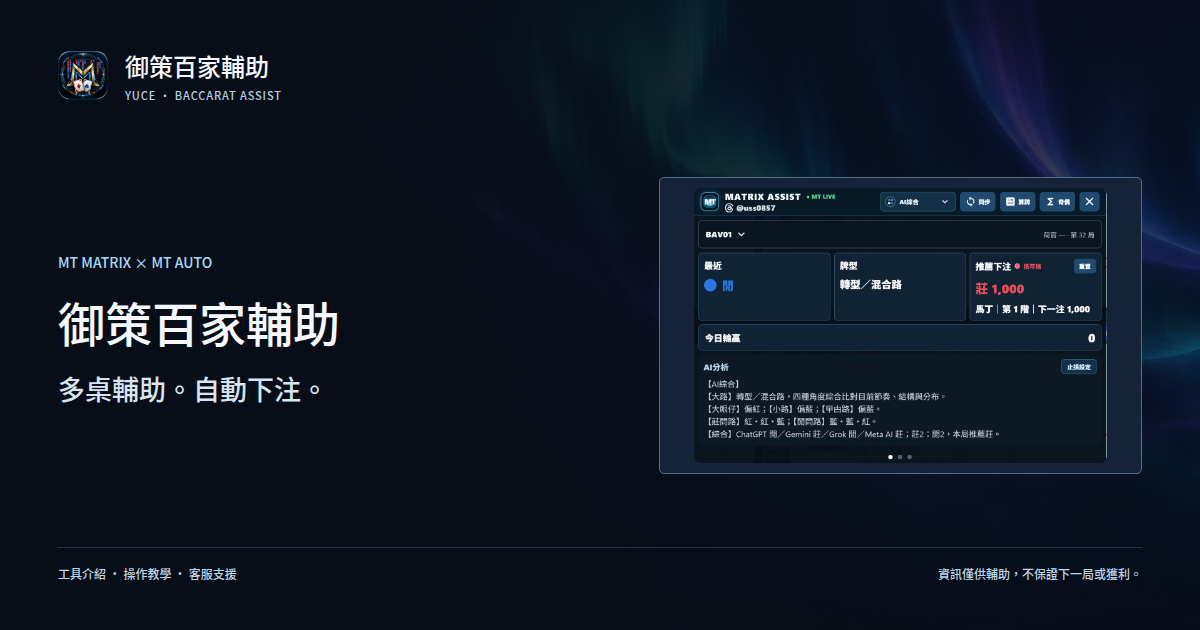 御策百家輔助
YUCE · BACCARAT ASSIST
MT MATRIX × MT AUTO
御策百家輔助
多桌輔助。自動下注。
MATRIX ASSIST
MT LIVE
@uss0857
AI綜合
同步
算牌
奇偶
MT
BAV01
荷官 — · 第 32 局
最近
閒
牌型
轉型／混合路
推薦下注
重置
莊 1,000
馬丁｜第 1 階｜下一注 1,000
今日輸贏
0
AI分析
止損設定
【AI綜合】
【大路】轉型／混合路，四種角度綜合比對目前節奏、結構與分布。
【大眼仔】偏紅；【小路】偏藍；【曱甴路】偏藍。
【莊問路】紅・紅・藍；【閒問路】藍・藍・紅。
【綜合】ChatGPT 閒／Gemini 莊／Grok 閒／Meta AI 莊；莊2：閒2，本局推薦莊。
工具介紹 · 操作教學 · 客服支援
資訊僅供輔助，不保證下一局或獲利。